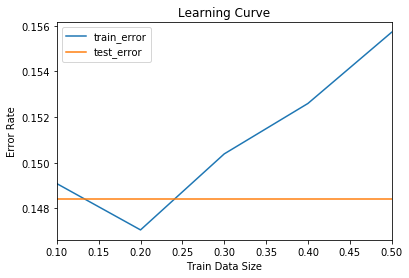 Learning Curve
train_error
test_error
0.156
0.154
0.152
0.150
0.148
Error Rate
0.10 0.15 0.20 0.25 0.30 0.35 0.40 0.45 0.50
Train Data Size